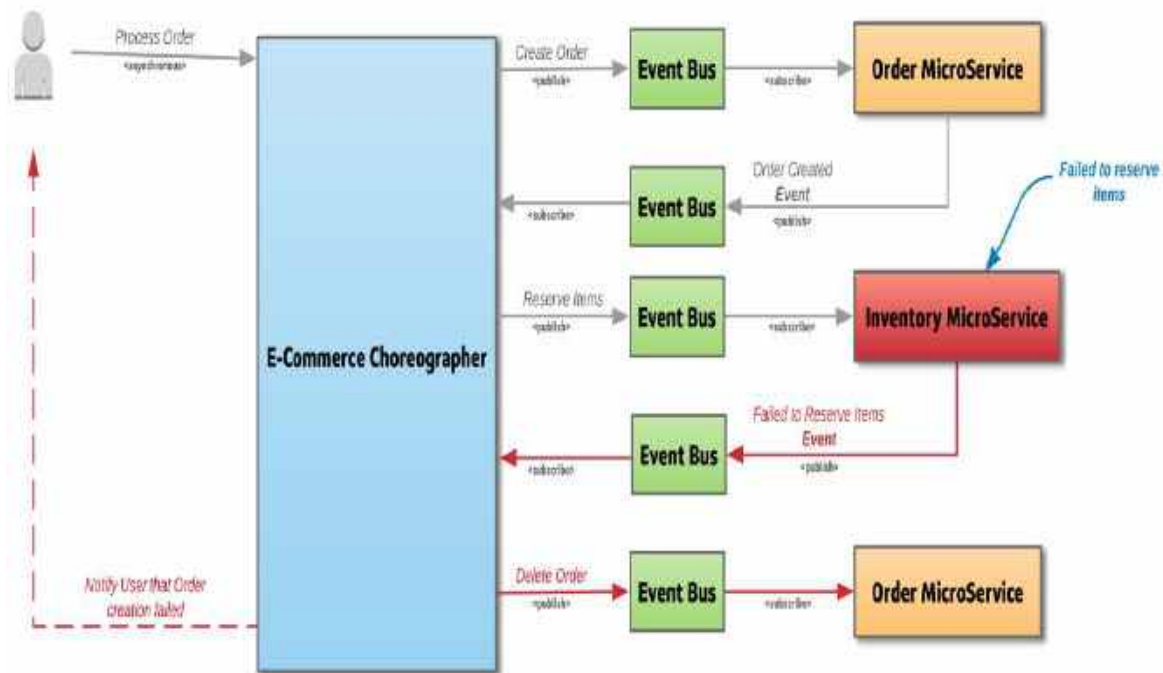 Process Order
<asynchronous>
Create Order
<publish>
Event Bus
<subscribe>
Order MicroService
Order Created
Event
<publish>
Event Bus
<subscribe>
Failed to reserve
items
Reserve Items
<publish>
Event Bus
<subscribe>
Inventory MicroService
E-Commerce Choreographer
Failed to Reserve Items
Event
<publish>
Event Bus
<subscribe>
Delete Order
<publish>
Event Bus
<subscribe>
Order MicroService
Notify User that Order
creation failed